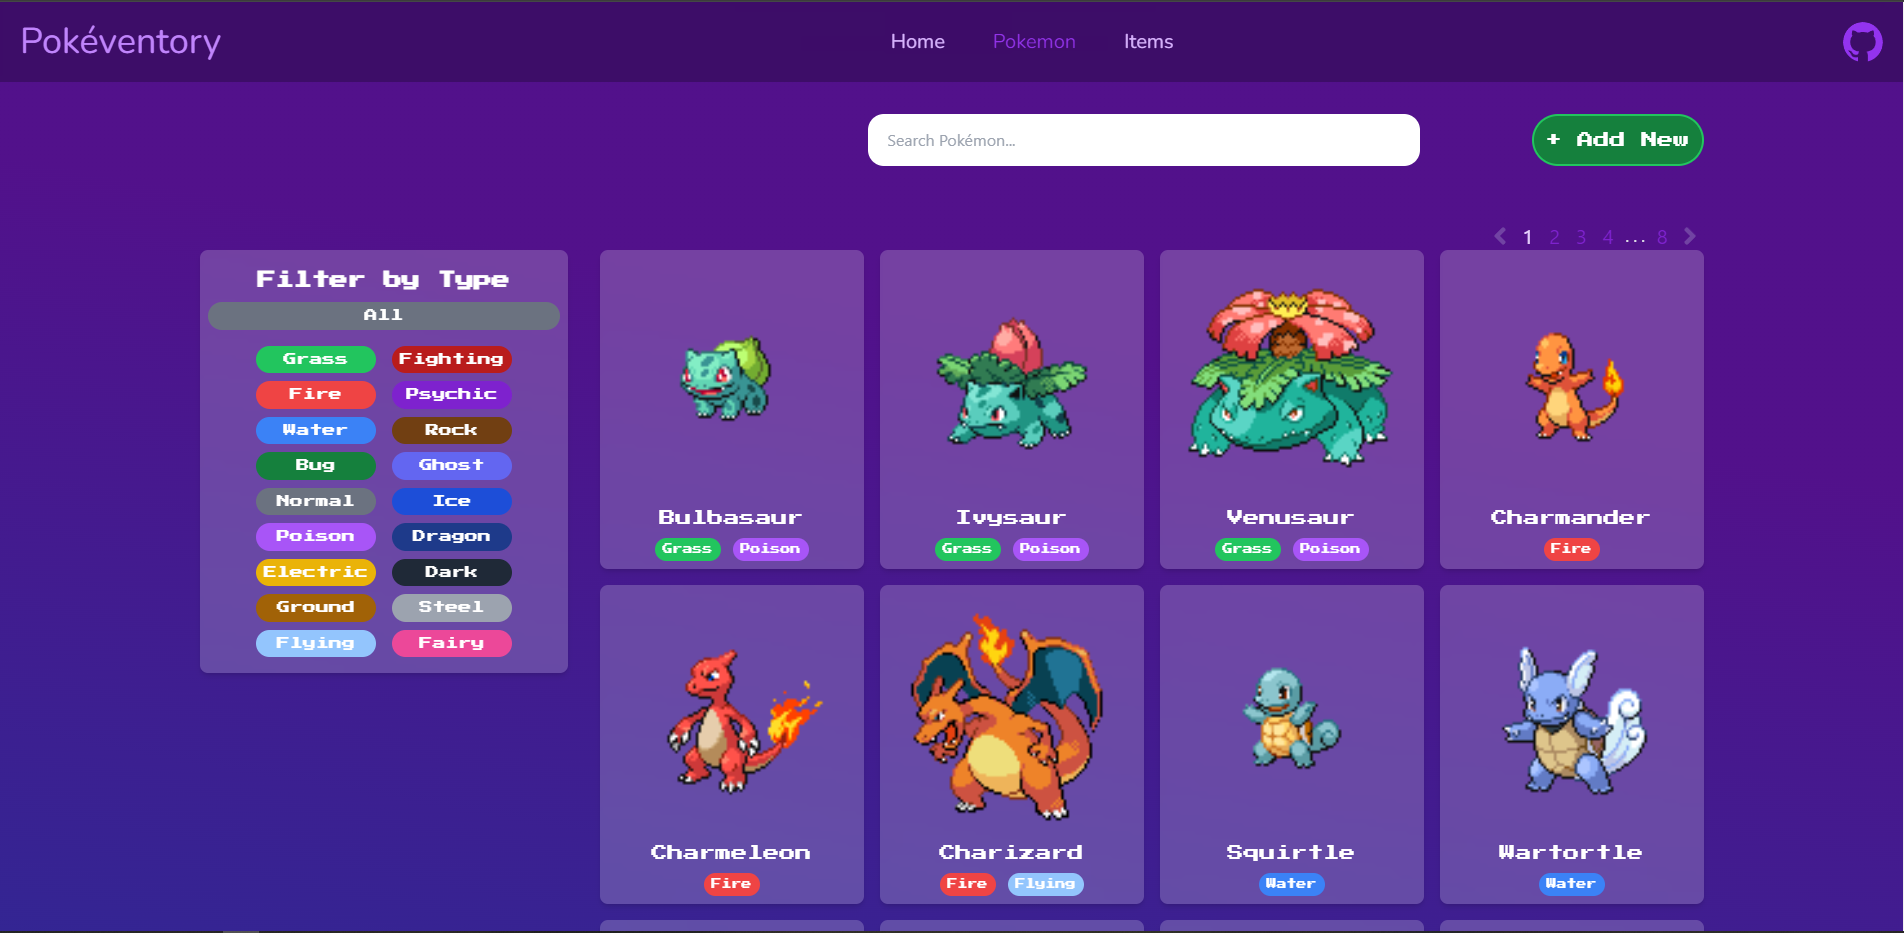 Pokéventory Home Pokemon Items
Search Pokémon... + Add New
1 2 3 4 ... 8
Filter by Type
All
Grass Fighting
Fire Psychic
Water Rock
Bug Ghost
Normal Ice
Poison Dragon
Electric Dark
Ground Steel
Flying Fairy
Bulbasaur Ivysaur Venusaur Charmander
Grass Poison Grass Poison Grass Poison Fire
Charmeleon Charizard Squirtle Wartortle
Fire Fire Flying Water Water